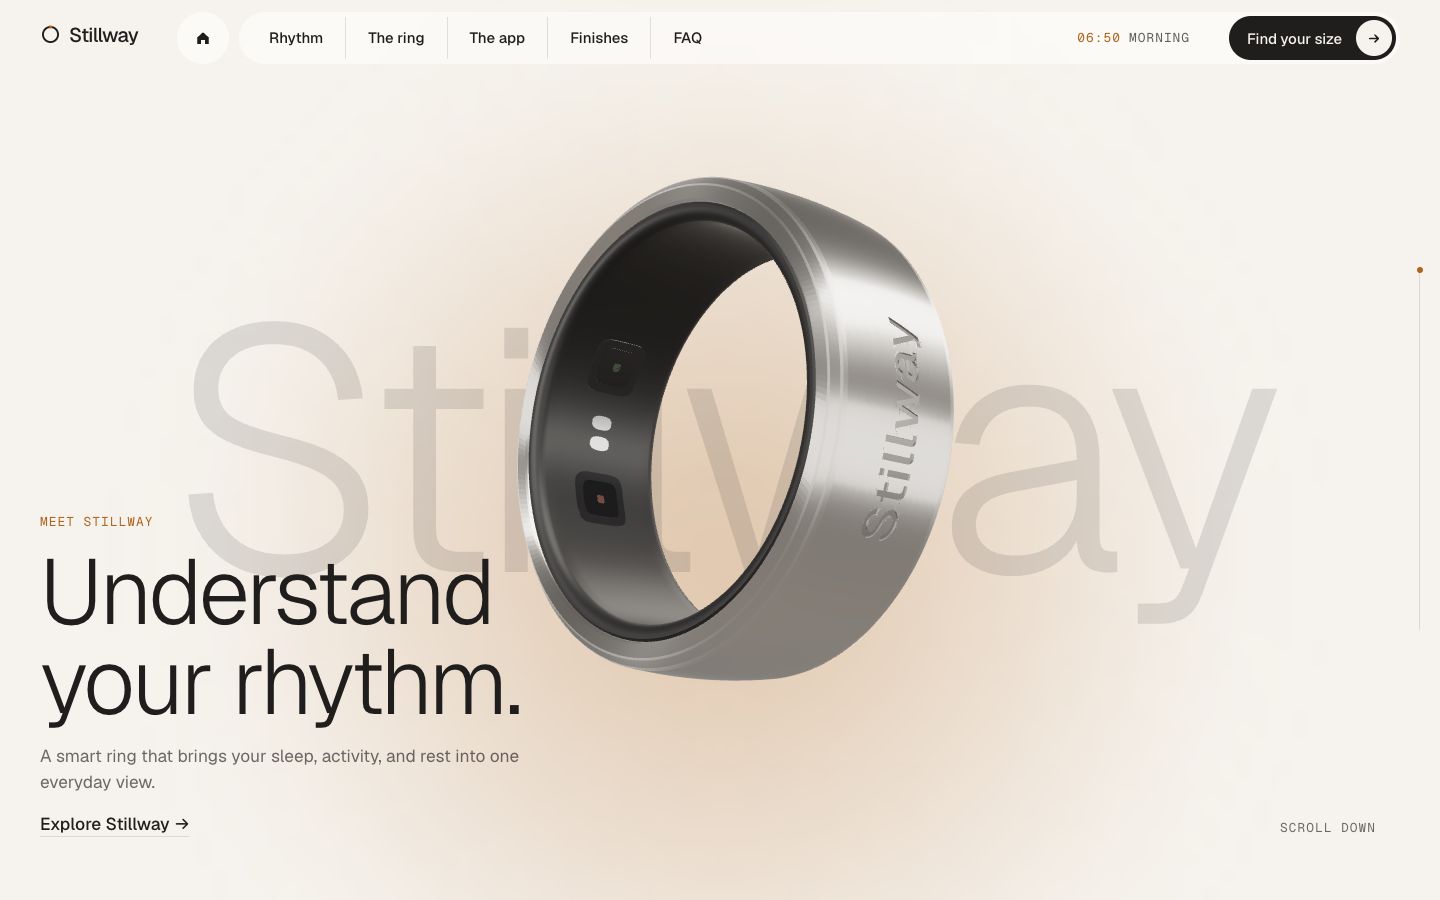 Stillway
Rhythm
The ring
The app
Finishes
FAQ
06:50 MORNING
Find your size
Stillway
Stillway
MEET STILLWAY
Understand
your rhythm.
A smart ring that brings your sleep, activity, and rest into one
everyday view.
Explore Stillway
SCROLL DOWN